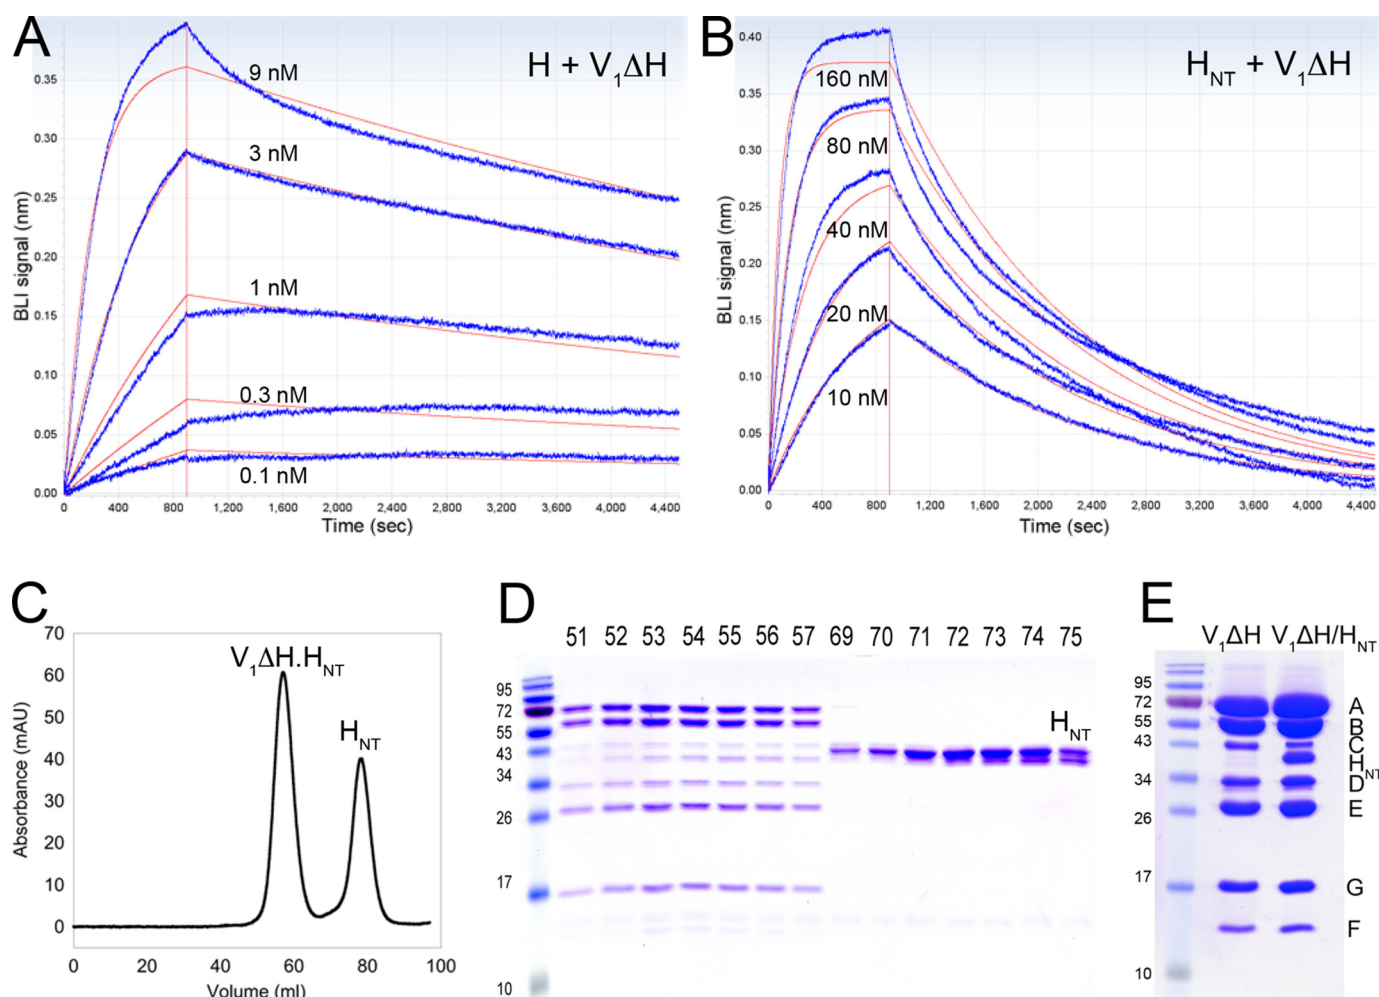 A
H + V₁ΔH
BLI signal (nm)
0.35
0.30
0.25
0.20
0.15
0.10
0.05
0.00
9 nM
3 nM
1 nM
0.3 nM
0.1 nM
0 400 800 1,200 1,600 2,000 2,400 2,800 3,200 3,600 4,000 4,400
Time (sec)
B
H_NT + V₁ΔH
BLI signal (nm)
0.40
0.35
0.30
0.25
0.20
0.15
0.10
0.05
0.00
160 nM
80 nM
40 nM
20 nM
10 nM
0 400 800 1,200 1,600 2,000 2,400 2,800 3,200 3,600 4,000 4,400
Time (sec)
C
Absorbance (mAU)
70
60
50
40
30
20
10
0
V₁ΔH.H_NT
H_NT
0 20 40 60 80 100
Volume (ml)
D
51 52 53 54 55 56 57 69 70 71 72 73 74 75
95
72
55
43
34
26
17
10
H_NT
E
V₁ΔH V₁ΔH/H_NT
95
72
55
43
34
26
17
10
A
B
C
H_NT
D
E
G
F